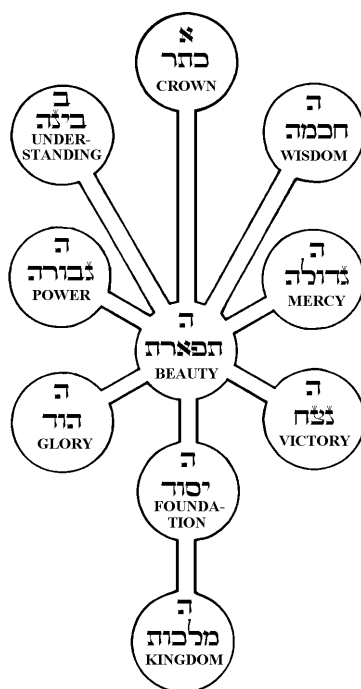 א
כתר
CROWN
ב
בינה
UNDER-
STANDING
ה
חכמה
WISDOM
ה
גבורה
POWER
ה
גדולה
MERCY
ה
תפארת
BEAUTY
ה
הוד
GLORY
ה
נצח
VICTORY
ה
יסוד
FOUNDA-
TION
ה
מלכות
KINGDOM